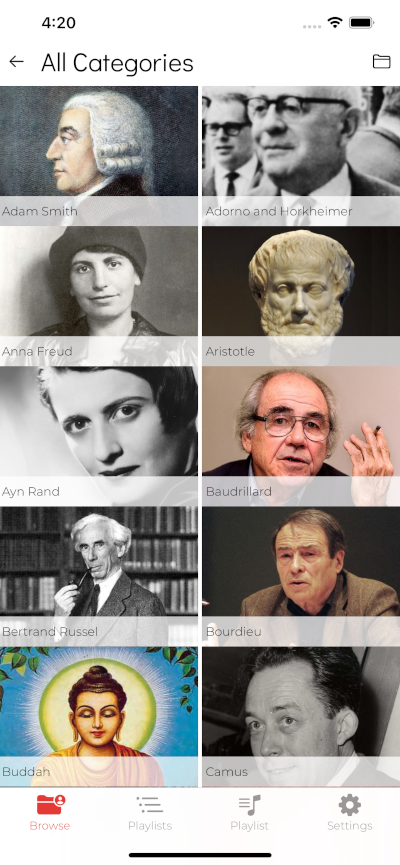 4:20
All Categories
Adam Smith
Adorno and Horkheimer
Anna Freud
Aristotle
Ayn Rand
Baudrillard
Bertrand Russel
Bourdieu
Buddah
Camus
Browse
Playlists
Playlist
Settings